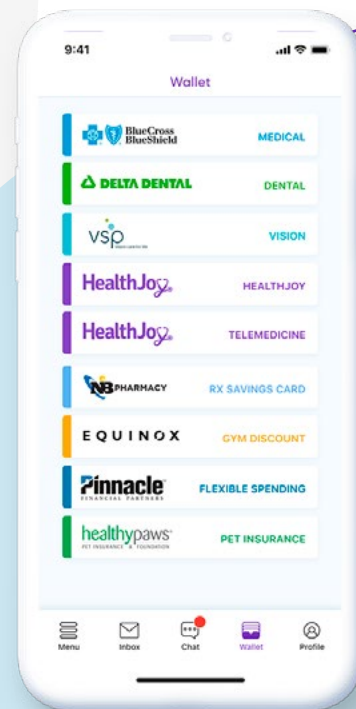 9:41
Wallet
BlueCross
BlueShield
MEDICAL
DELTA DENTAL
DENTAL
vsp
VISION
HealthJoy
HEALTHJOY
HealthJoy
TELEMEDICINE
NB PHARMACY
RX SAVINGS CARD
EQUINOX
GYM DISCOUNT
Pinnacle
FINANCIAL PARTNERS
FLEXIBLE SPENDING
healthypaws
PET INSURANCE & FOUNDATION
PET INSURANCE
Menu
Inbox
Chat
Wallet
Profile